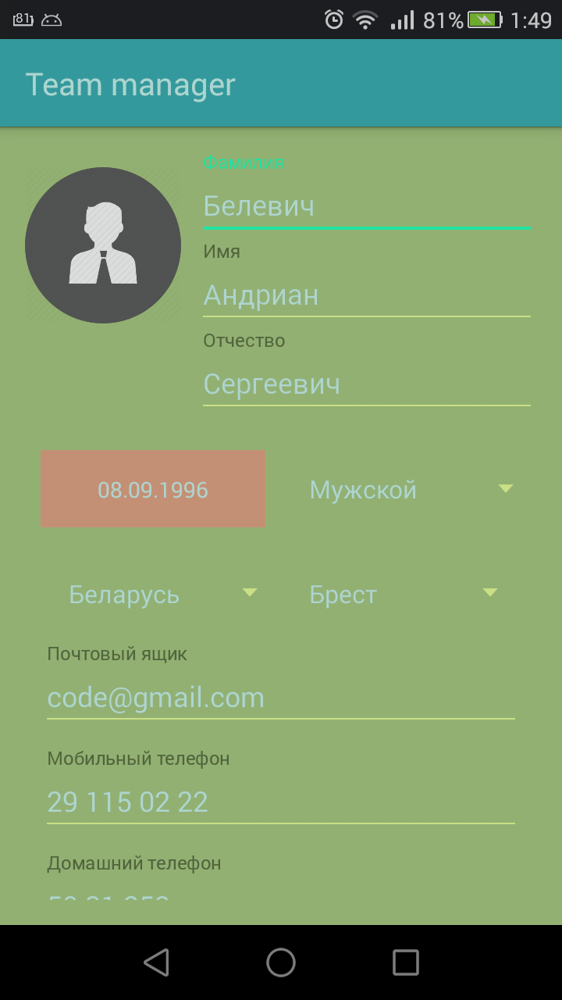 81 81% 1:49
Team manager
Фамилия
Белевич
Имя
Андриан
Отчество
Сергеевич
08.09.1996 Мужской
Беларусь Брест
Почтовый ящик
code@gmail.com
Мобильный телефон
29 115 02 22
Домашний телефон